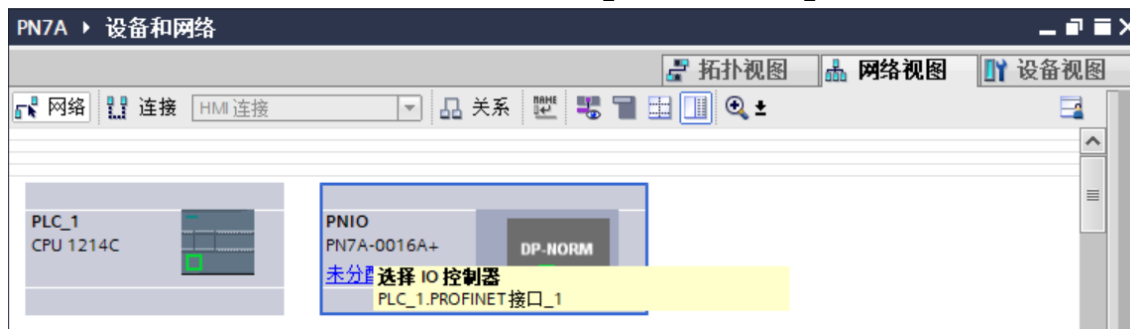 PN7A ▸ 设备和网络
拓扑视图 网络视图 设备视图
网络 连接 HMI 连接 关系
PLC_1
CPU 1214C
PNIO
PN7A-0016A+
DP-NORM
未分配
选择 IO 控制器
PLC_1.PROFINET接口_1